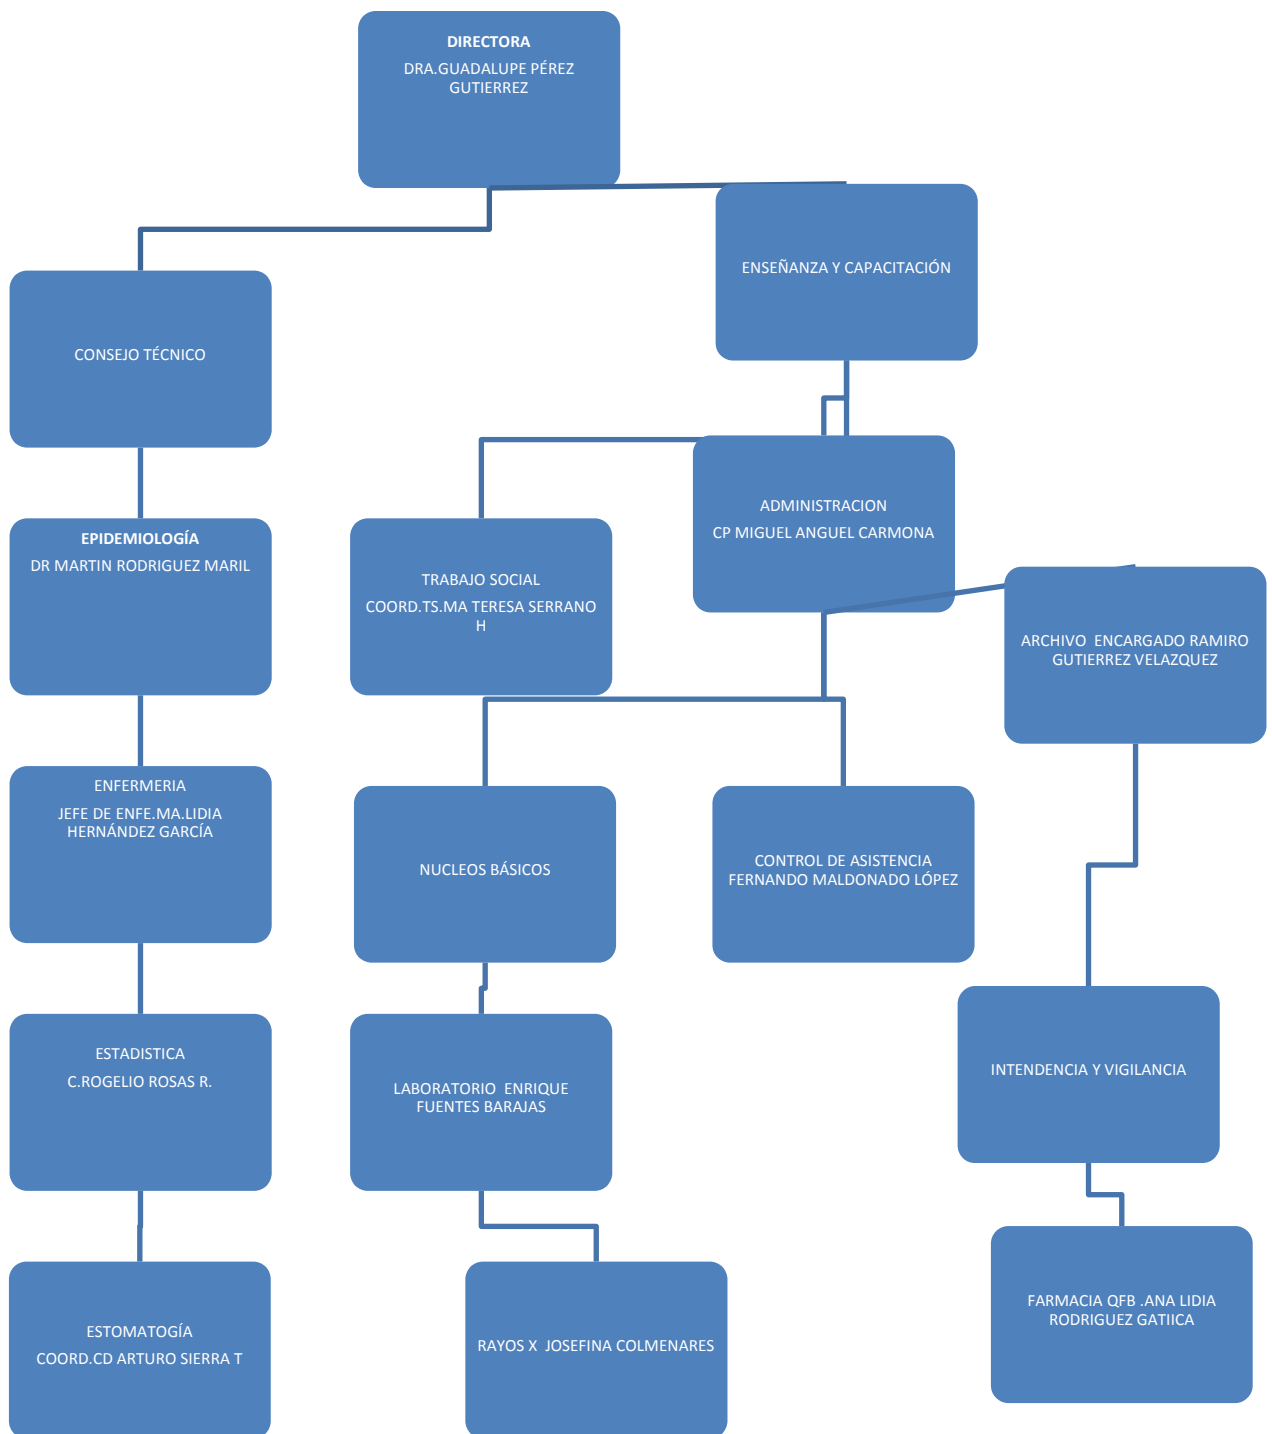 DIRECTORA
DRA.GUADALUPE PÉREZ
GUTIERREZ
ENSEÑANZA Y CAPACITACIÓN
CONSEJO TÉCNICO
ADMINISTRACION
CP MIGUEL ANGUEL CARMONA
EPIDEMIOLOGÍA
DR MARTIN RODRIGUEZ MARIL
TRABAJO SOCIAL
COORD.TS.MA TERESA SERRANO
H
ARCHIVO  ENCARGADO RAMIRO
GUTIERREZ VELAZQUEZ
ENFERMERIA
JEFE DE ENFE.MA.LIDIA
HERNÁNDEZ GARCÍA
NUCLEOS BÁSICOS
CONTROL DE ASISTENCIA
FERNANDO MALDONADO LÓPEZ
ESTADISTICA
C.ROGELIO ROSAS R.
LABORATORIO  ENRIQUE
FUENTES BARAJAS
INTENDENCIA Y VIGILANCIA
ESTOMATOGÍA
COORD.CD ARTURO SIERRA T
RAYOS X  JOSEFINA COLMENARES
FARMACIA QFB .ANA LIDIA
RODRIGUEZ GATIICA